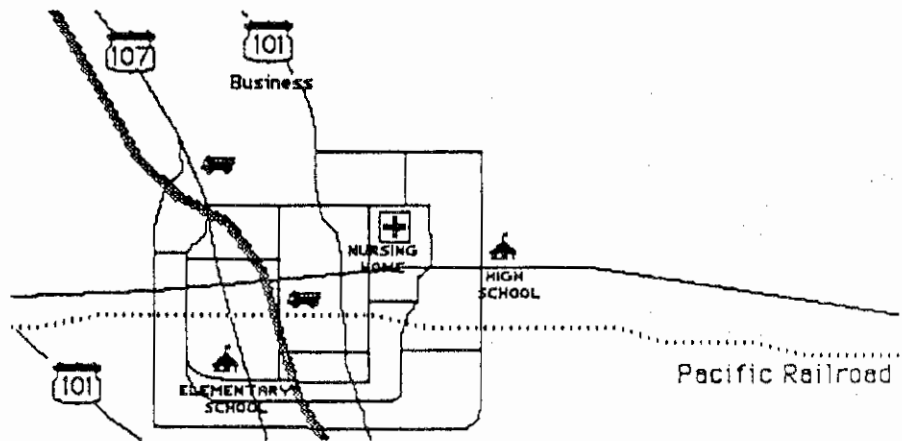 107
101
Business
NURSING
HOME
HIGH
SCHOOL
ELEMENTARY
SCHOOL
101
Pacific Railroad